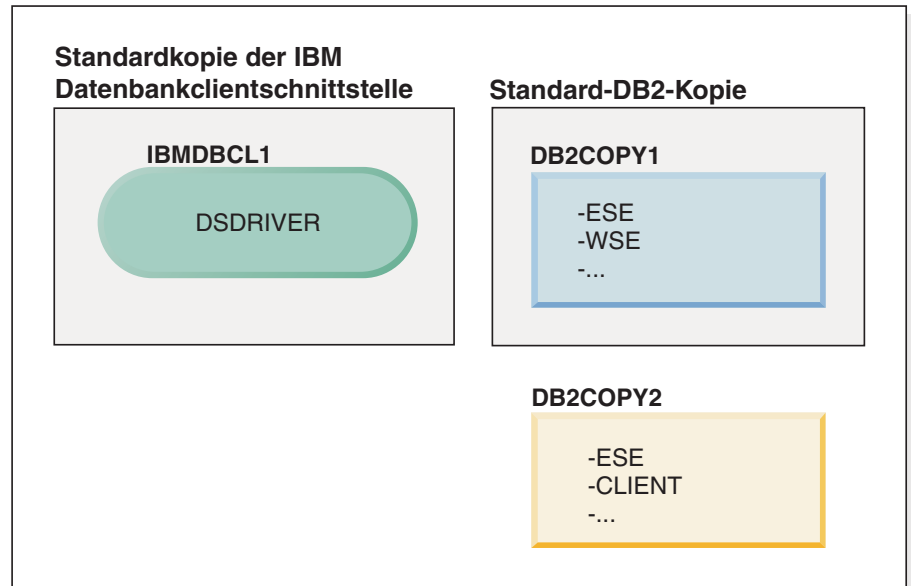 Standardkopie der IBM
Datenbankclientschnittstelle
IBMDBCL1
DSDRIVER
Standard-DB2-Kopie
DB2COPY1
-ESE
-WSE
-...
DB2COPY2
-ESE
-CLIENT
-...